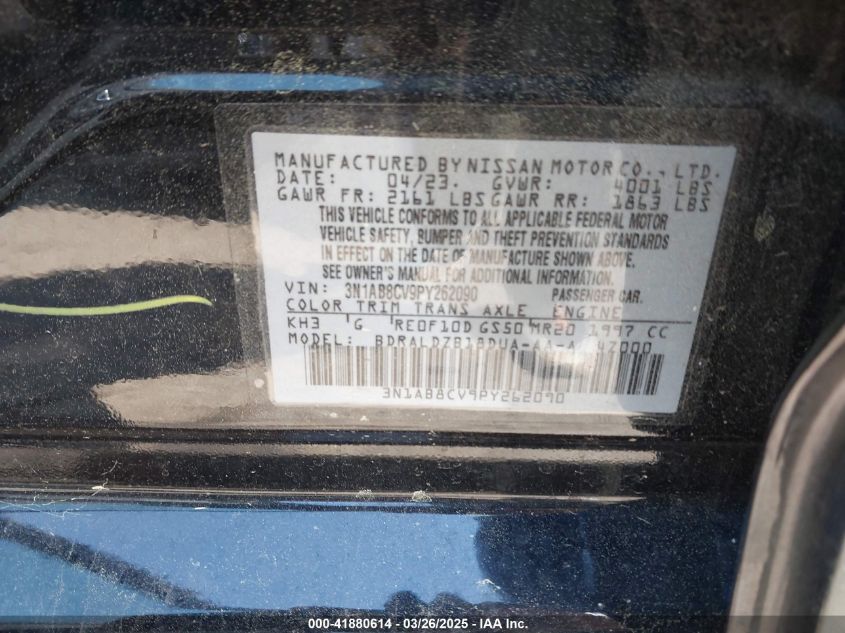 MANUFACTURED BY NISSAN MOTOR CO., LTD.
DATE: 04/23. GVWR: 4001 LBS
GAWR FR: 2161 LBS GAWR RR: 1863 LBS
THIS VEHICLE CONFORMS TO ALL APPLICABLE FEDERAL MOTOR
VEHICLE SAFETY, BUMPER AND THEFT PREVENTION STANDARDS
IN EFFECT ON THE DATE OF MANUFACTURE SHOWN ABOVE.
SEE OWNER'S MANUAL FOR ADDITIONAL INFORMATION.
VIN: 3N1AB8CV9PY262090 PASSENGER CAR.
COLOR TRIM TRANS AXLE ENGINE
KH3 'G 'RE0F10D GS50 'MR20 1997 CC
MODEL: BDRALDZB18DUA-AA-A
3N1AB8CV9PY262090
000-41880614 - 03/26/2025 - IAA, Inc.